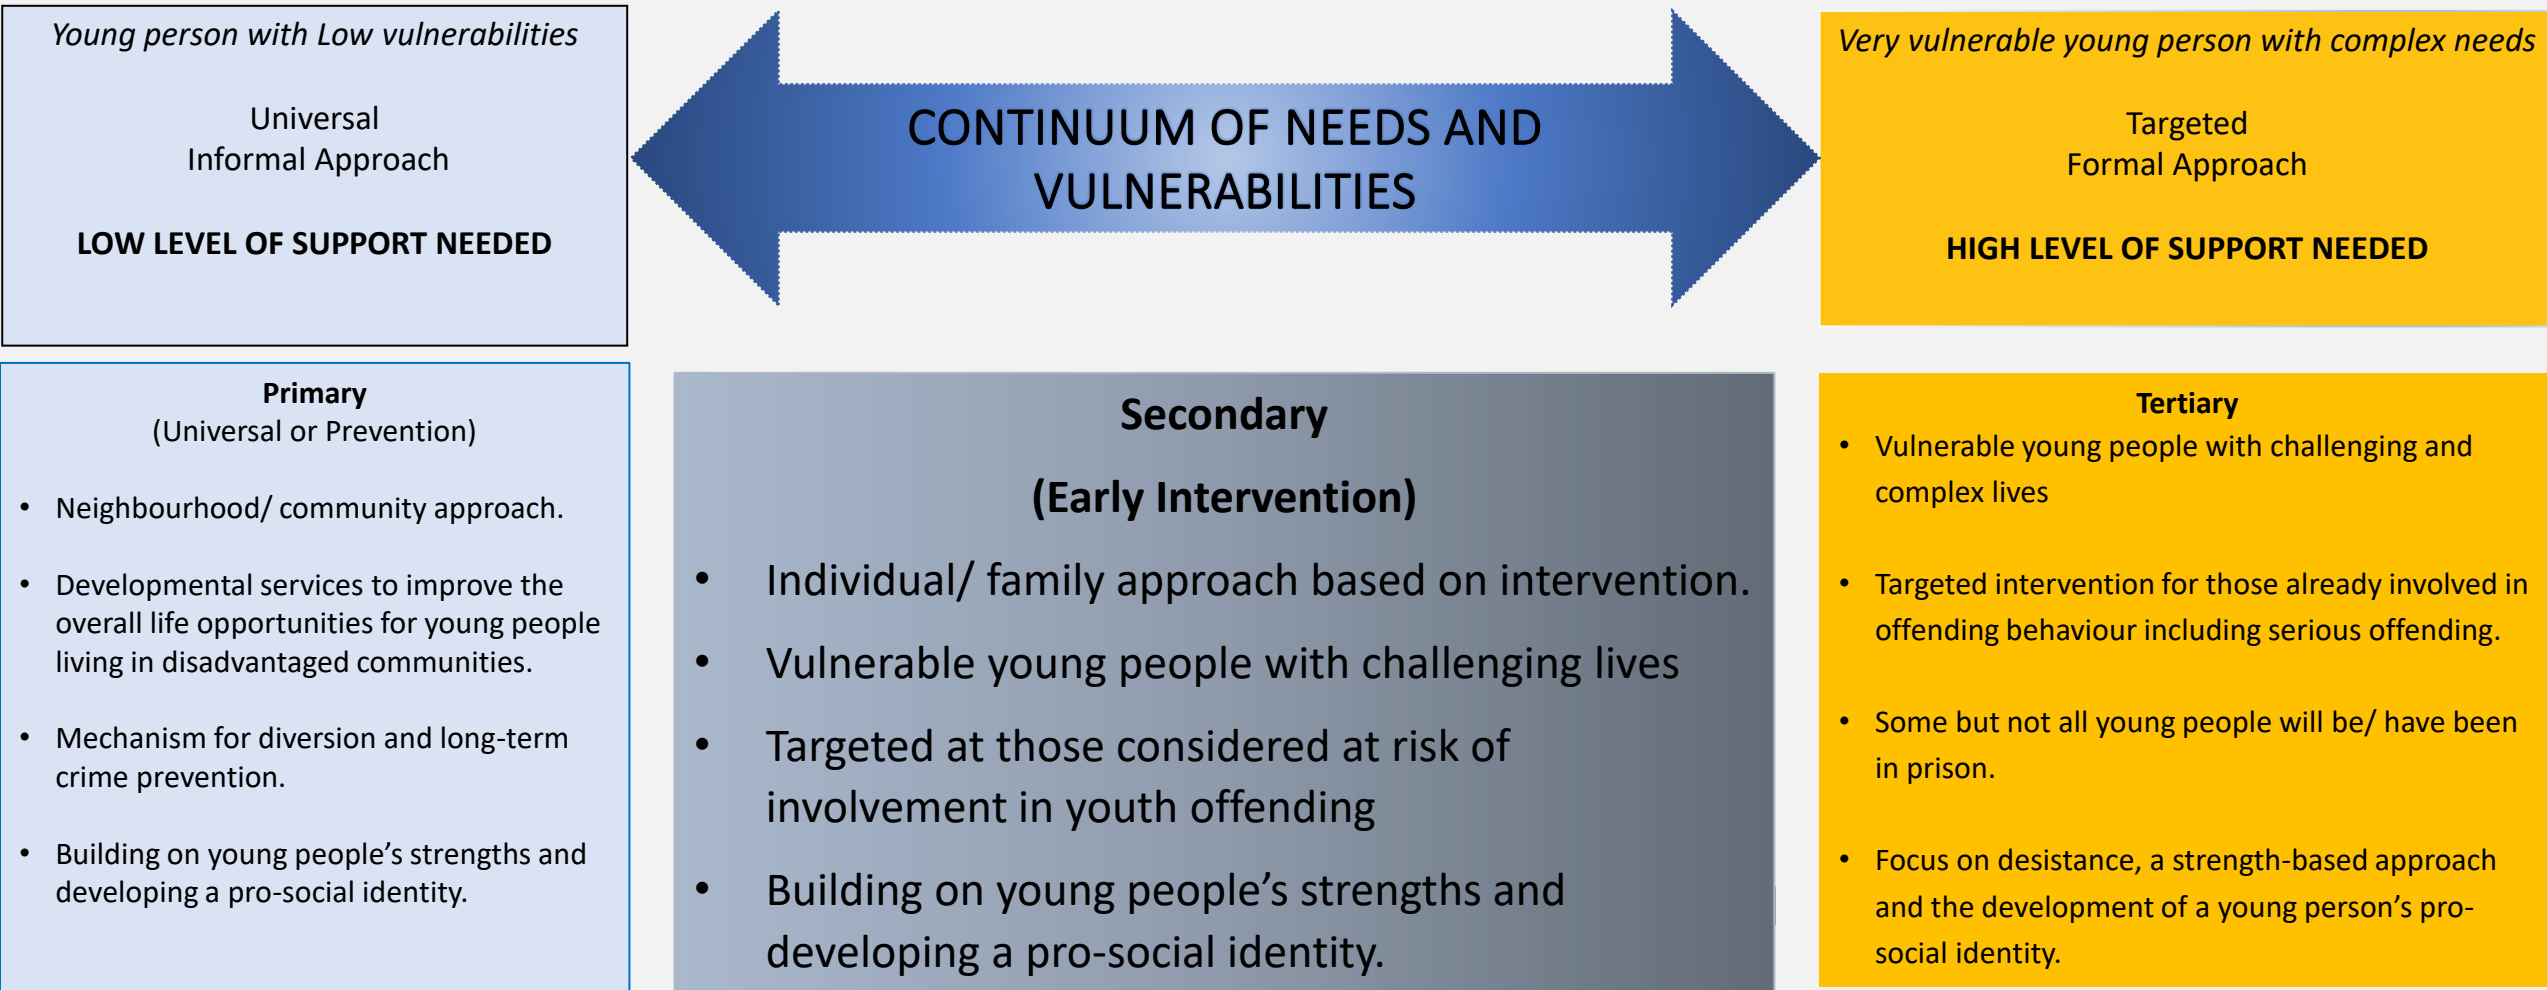 Young person with Low vulnerabilities
Universal
Informal Approach
LOW LEVEL OF SUPPORT NEEDED
CONTINUUM OF NEEDS AND
VULNERABILITIES
Very vulnerable young person with complex needs
Targeted
Formal Approach
HIGH LEVEL OF SUPPORT NEEDED
Primary
(Universal or Prevention)
• Neighbourhood/ community approach.
• Developmental services to improve the
overall life opportunities for young people
living in disadvantaged communities.
• Mechanism for diversion and long-term
crime prevention.
• Building on young people’s strengths and
developing a pro-social identity.
Secondary
(Early Intervention)
• Individual/ family approach based on intervention.
• Vulnerable young people with challenging lives
• Targeted at those considered at risk of
involvement in youth offending
• Building on young people’s strengths and
developing a pro-social identity.
Tertiary
• Vulnerable young people with challenging and
complex lives
• Targeted intervention for those already involved in
offending behaviour including serious offending.
• Some but not all young people will be/ have been
in prison.
• Focus on desistance, a strength-based approach
and the development of a young person’s pro-
social identity.